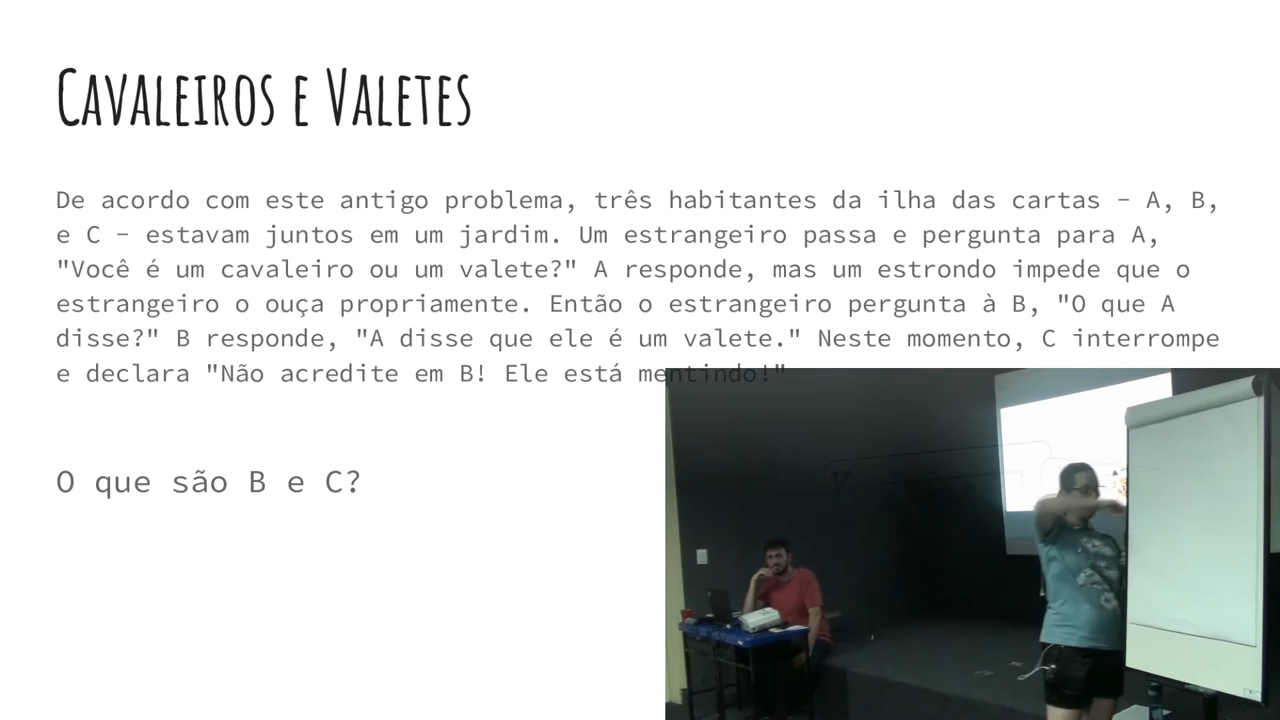 Cavaleiros e Valetes
De acordo com este antigo problema, três habitantes da ilha das cartas - A, B,
e C - estavam juntos em um jardim. Um estrangeiro passa e pergunta para A,
"Você é um cavaleiro ou um valete?" A responde, mas um estrondo impede que o
estrangeiro o ouça propriamente. Então o estrangeiro pergunta à B, "O que A
disse?" B responde, "A disse que ele é um valete." Neste momento, C interrompe
e declara "Não acredite em B! Ele está mentindo!"
O que são B e C?